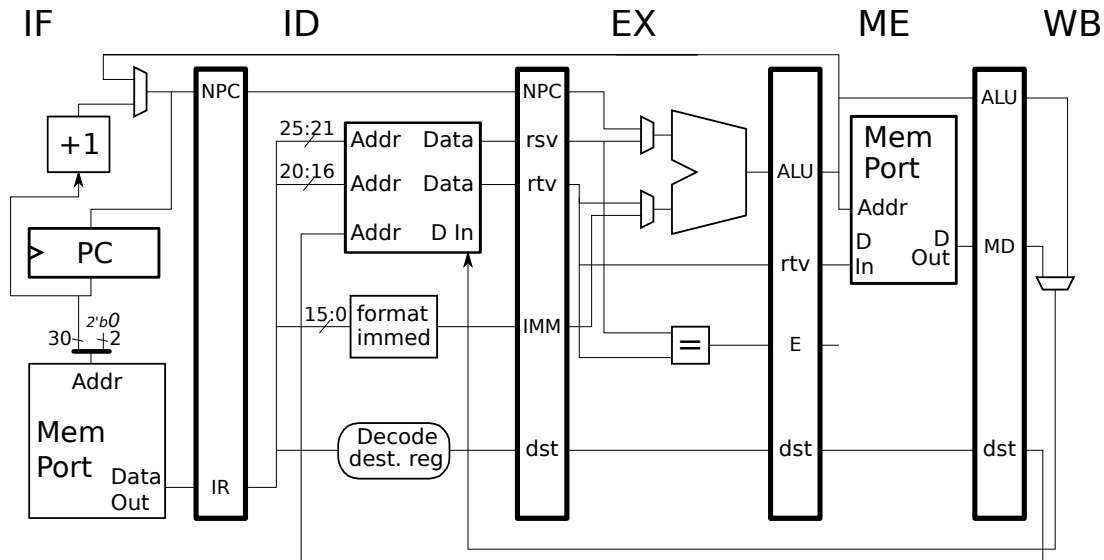 IF ID EX ME WB
NPC
NPC
ALU
+1
25:21
Addr
Data
rsv
Mem
Port
20:16
Addr
Data
rtv
ALU
Addr
Addr
D In
PC
D
In
D
Out
MD
rtv
2'b0
30
2
15:0
format
immed
IMM
=
E
Addr
Mem
Port
Data
Out
IR
Decode
dest. reg
dst
dst
dst